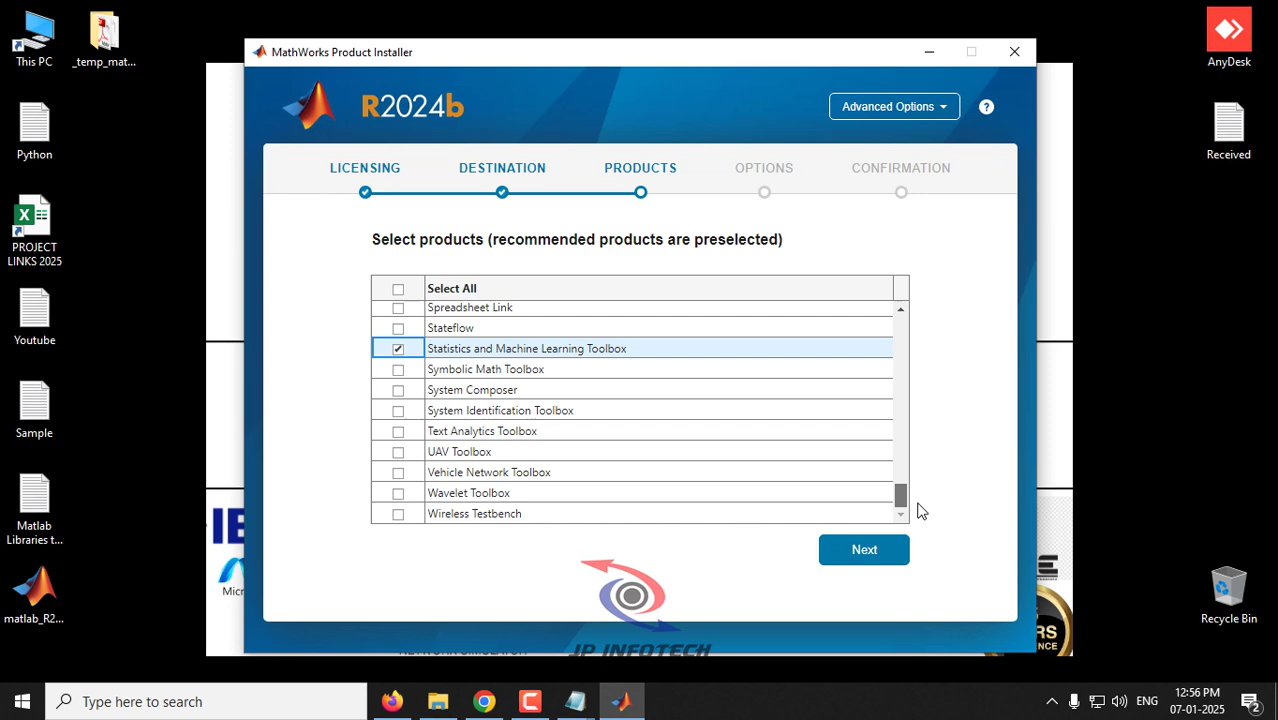 This PC
_temp_mat...
AnyDesk
MathWorks Product Installer
R2024b
Advanced Options
?
LICENSING
DESTINATION
PRODUCTS
OPTIONS
CONFIRMATION
Python
Received
Select products (recommended products are preselected)
PROJECT
LINKS 2025
Select All
Spreadsheet Link
Stateflow
Youtube
Statistics and Machine Learning Toolbox
Symbolic Math Toolbox
System Composer
System Identification Toolbox
Sample
Text Analytics Toolbox
UAV Toolbox
Vehicle Network Toolbox
Wavelet Toolbox
Wireless Testbench
Matlab
Libraries t...
Next
Micr
matlab_R2...
Recycle Bin
RS
ENCE
JP INFOTECH
Type here to search
ENG
12:56 PM
07-01-2025
2